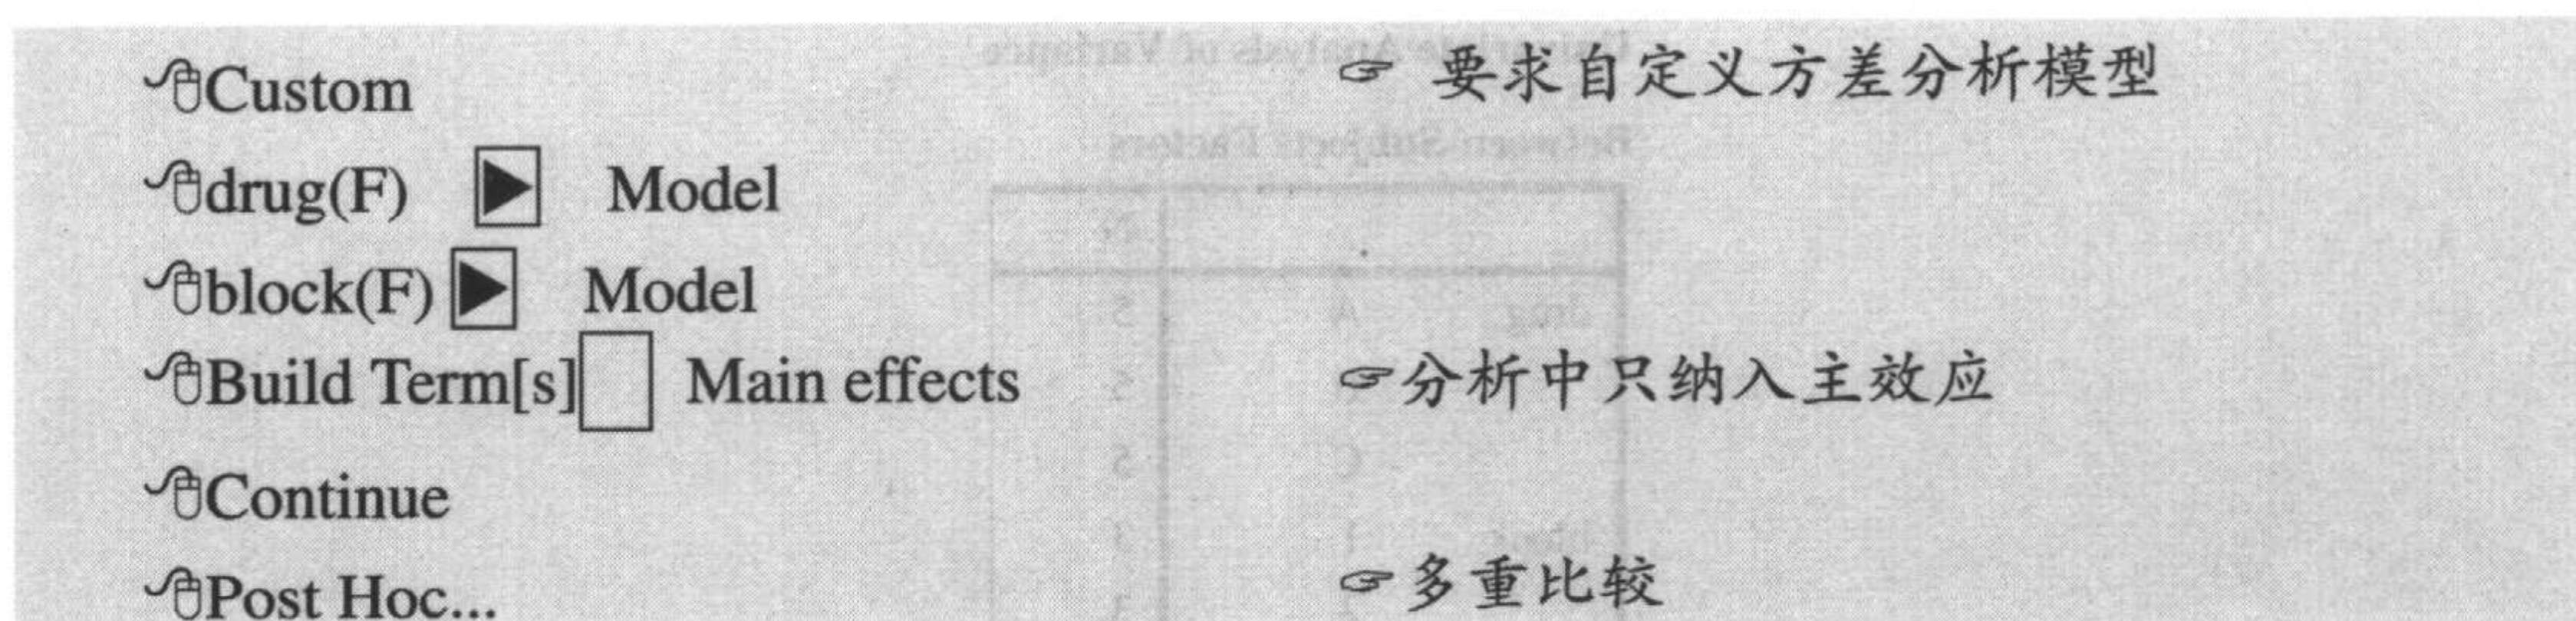 Custom ☞ 要求自定义方差分析模型
drug(F) ▶ Model
block(F) ▶ Model
Build Term[s] Main effects ☞分析中只纳入主效应
Continue
Post Hoc... ☞多重比较